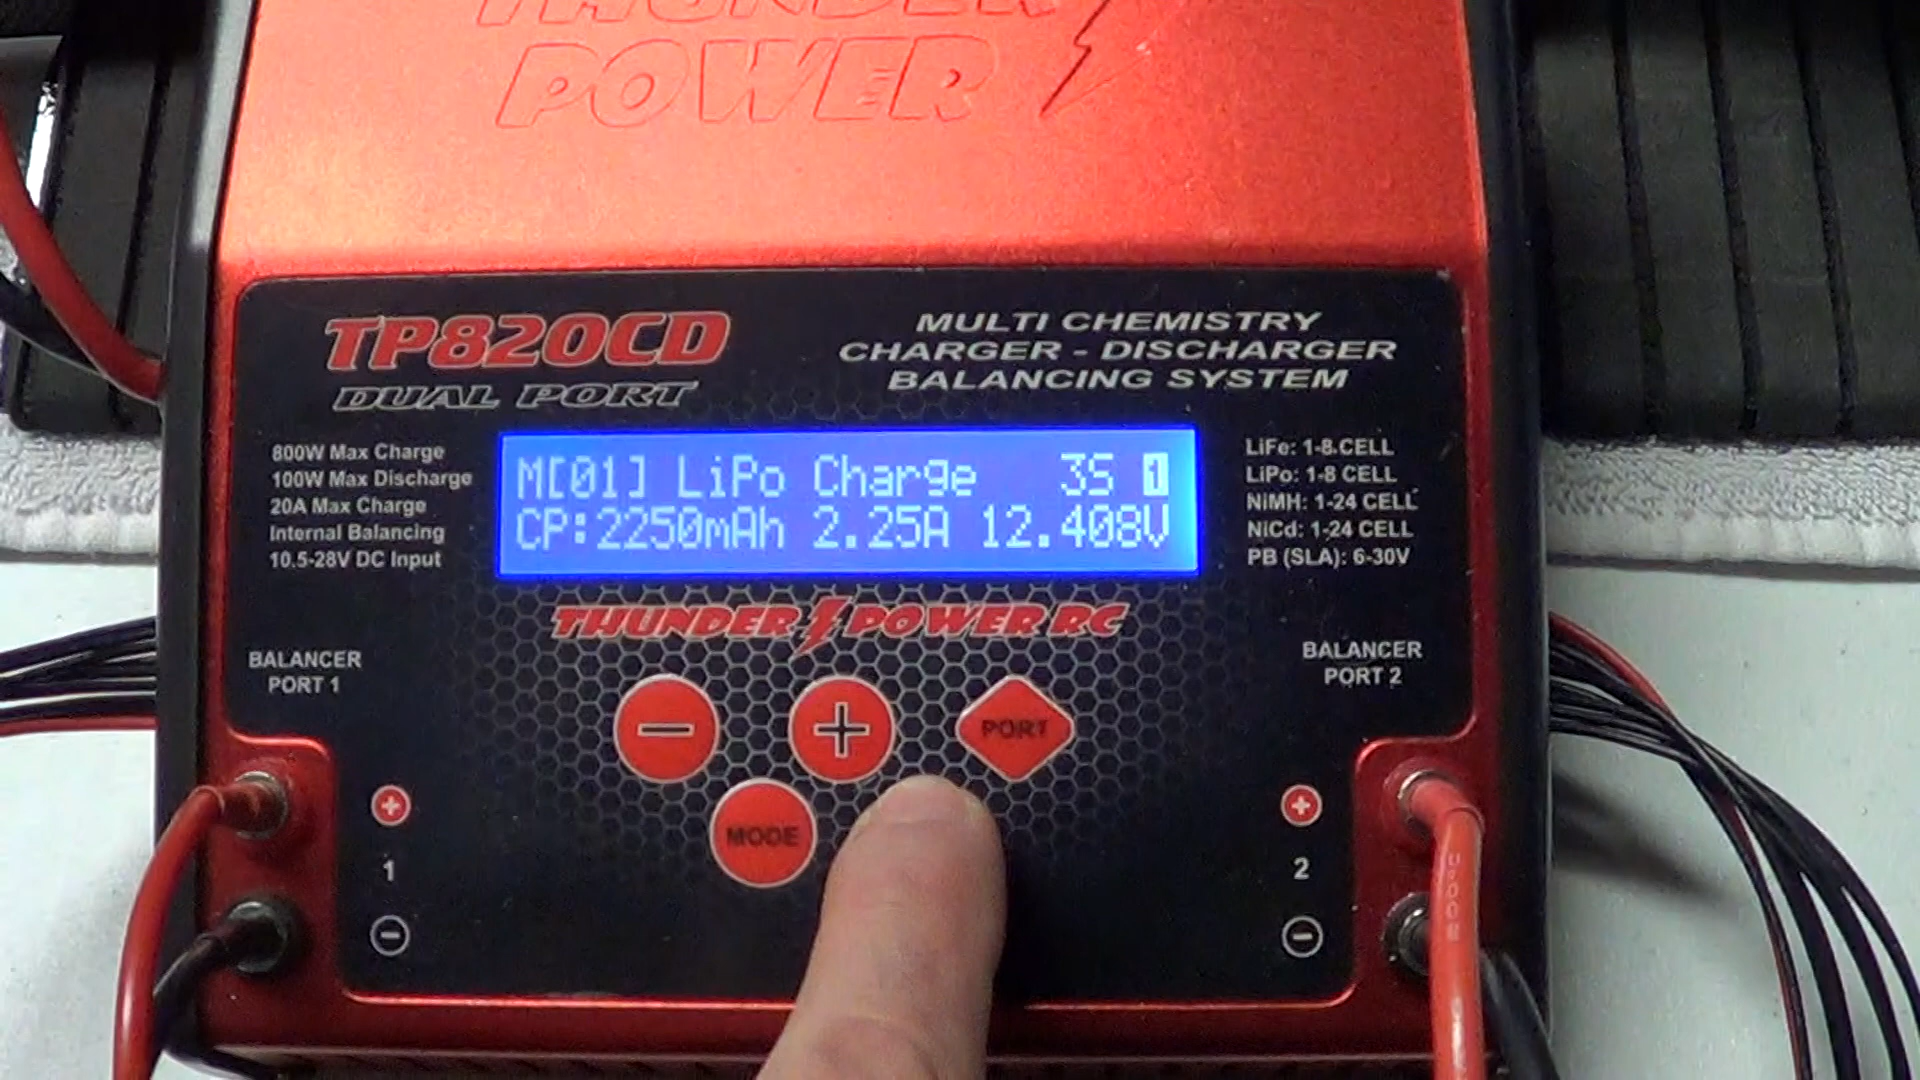 THUNDER
POWER
TP820CD
DUAL PORT
MULTI CHEMISTRY
CHARGER - DISCHARGER
BALANCING SYSTEM
800W Max Charge
100W Max Discharge
20A Max Charge
Internal Balancing
10.5-28V DC Input
M[01] LiPo Charge 3S 1
CP:2250mAh 2.25A 12.408V
LiFe: 1-8 CELL
LiPo: 1-8 CELL
NiMH: 1-24 CELL
NiCd: 1-24 CELL
PB (SLA): 6-30V
THUNDER POWER RC
BALANCER
PORT 1
BALANCER
PORT 2
− + PORT
MODE
+
1
−
+
2
−